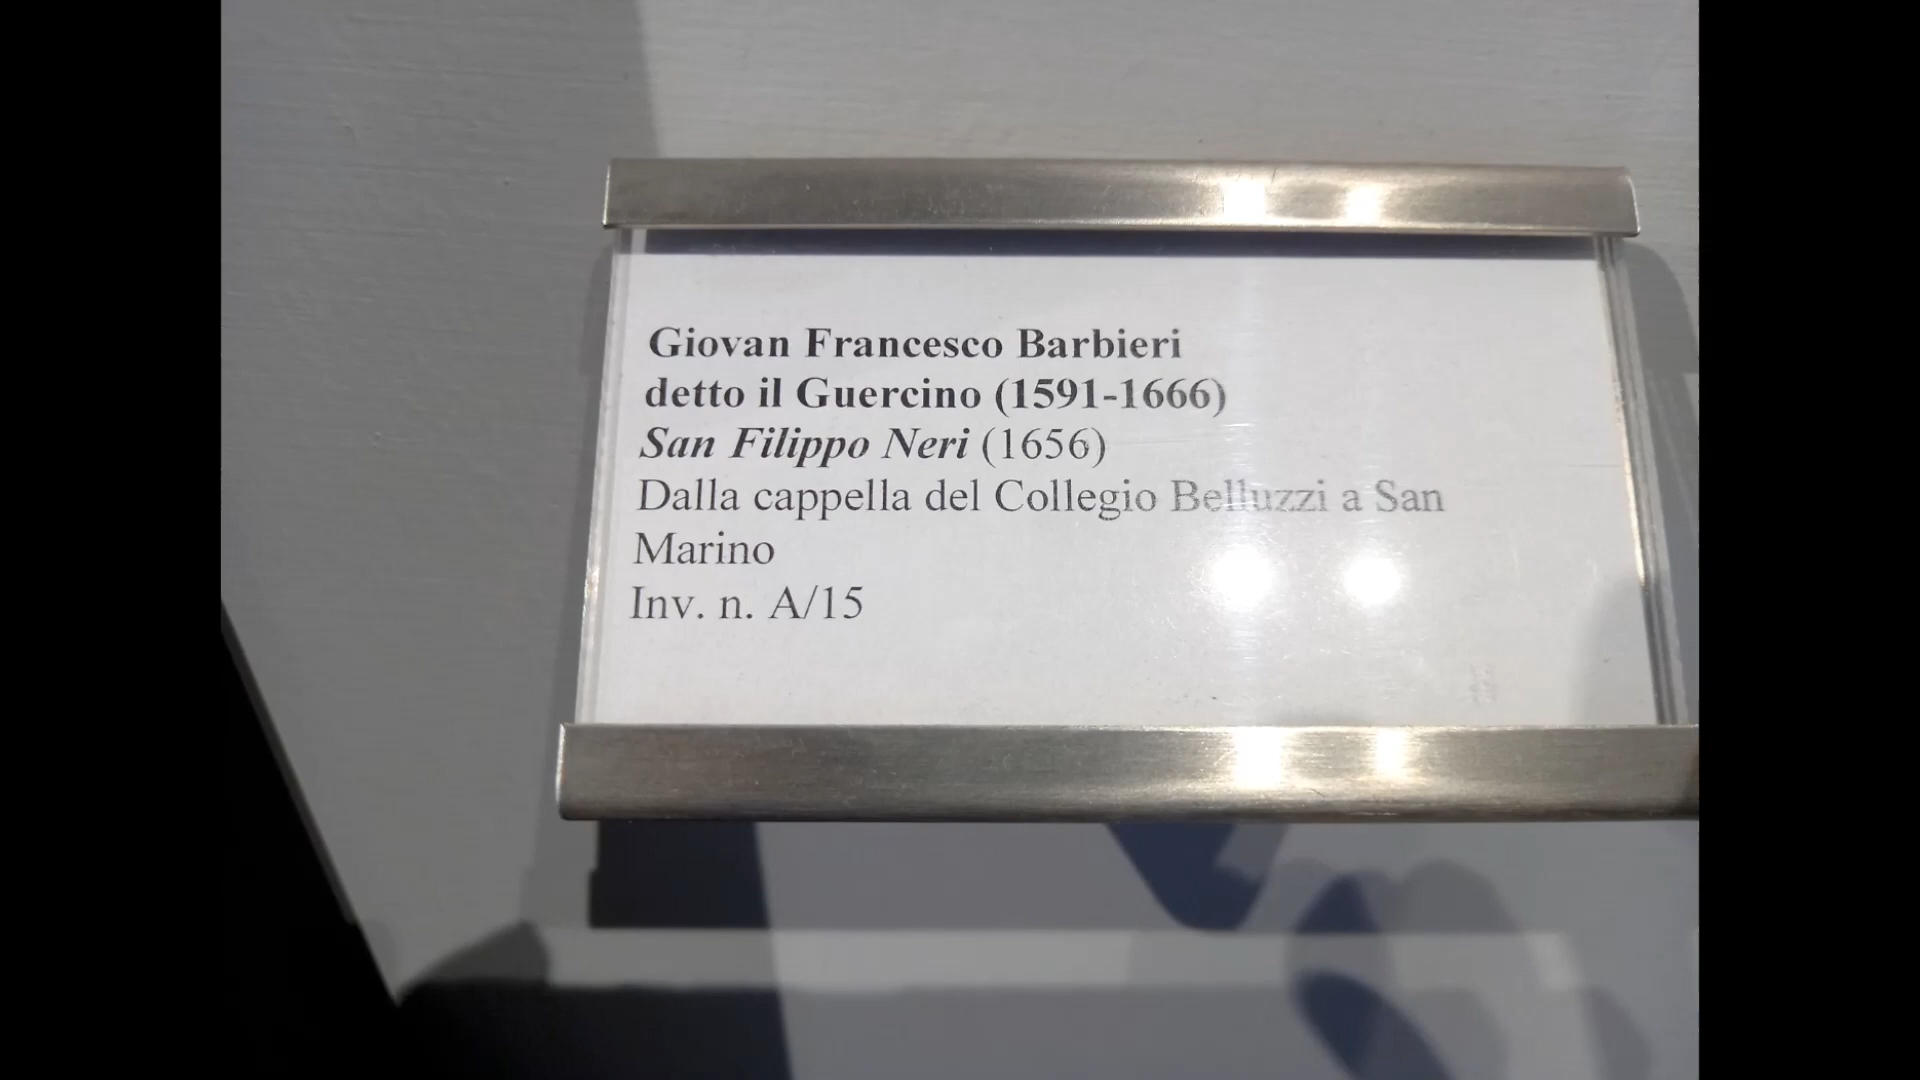 Giovan Francesco Barbieri
detto il Guercino (1591-1666)
San Filippo Neri (1656)
Dalla cappella del Collegio Belluzzi a San
Marino
Inv. n. A/15